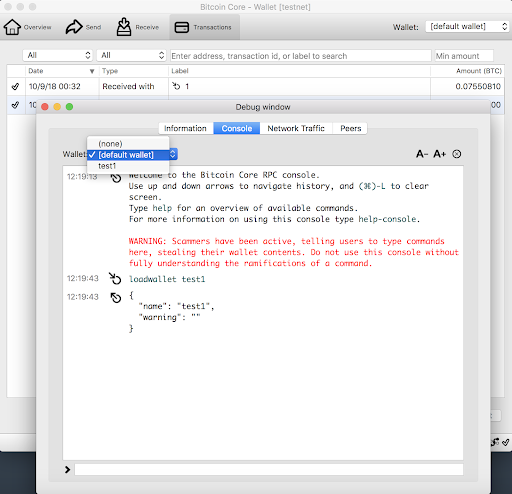 Bitcoin Core - Wallet [testnet]
Overview Send Receive Transactions Wallet: [default wallet]
All All Enter address, transaction id, or label to search Min amount
Date Type Label Amount (BTC)
10/9/18 00:32 Received with 1 0.07550810
Debug window
Information Console Network Traffic Peers
(none)
Wallet: [default wallet] A- A+
test1
12:19:13 Welcome to the Bitcoin Core RPC console.
Use up and down arrows to navigate history, and (⌘)-L to clear
screen.
Type help for an overview of available commands.
For more information on using this console type help-console.
WARNING: Scammers have been active, telling users to type commands
here, stealing their wallet contents. Do not use this console without
fully understanding the ramifications of a command.
12:19:43 loadwallet test1
12:19:43 {
"name": "test1",
"warning": ""
}